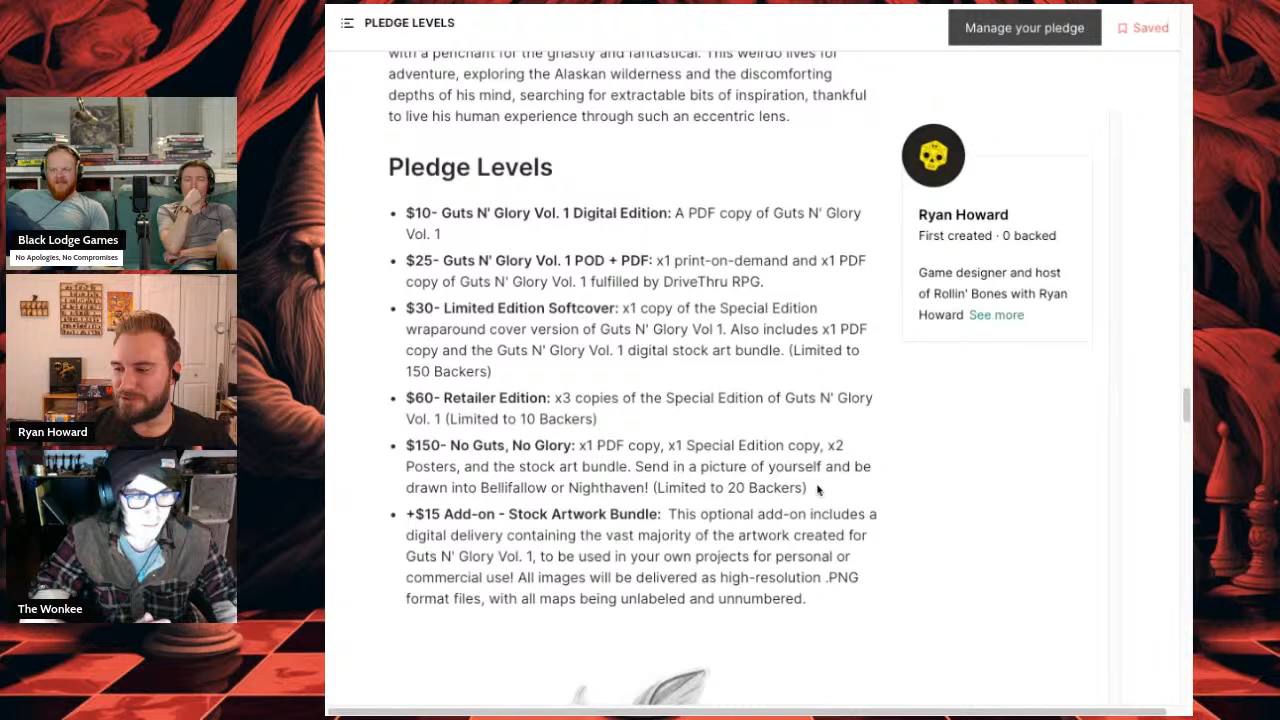 PLEDGE LEVELS
Manage your pledge
Saved
with a penchant for the ghastly and fantastical. This weirdo lives for
adventure, exploring the Alaskan wilderness and the discomforting
depths of his mind, searching for extractable bits of inspiration, thankful
to live his human experience through such an eccentric lens.
Pledge Levels
• $10- Guts N' Glory Vol. 1 Digital Edition: A PDF copy of Guts N' Glory
Vol. 1
• $25- Guts N' Glory Vol. 1 POD + PDF: x1 print-on-demand and x1 PDF
copy of Guts N' Glory Vol. 1 fulfilled by DriveThru RPG.
• $30- Limited Edition Softcover: x1 copy of the Special Edition
wraparound cover version of Guts N' Glory Vol 1. Also includes x1 PDF
copy and the Guts N' Glory Vol. 1 digital stock art bundle. (Limited to
150 Backers)
• $60- Retailer Edition: x3 copies of the Special Edition of Guts N' Glory
Vol. 1 (Limited to 10 Backers)
• $150- No Guts, No Glory: x1 PDF copy, x1 Special Edition copy, x2
Posters, and the stock art bundle. Send in a picture of yourself and be
drawn into Bellifallow or Nighthaven! (Limited to 20 Backers)
• +$15 Add-on - Stock Artwork Bundle: This optional add-on includes a
digital delivery containing the vast majority of the artwork created for
Guts N' Glory Vol. 1, to be used in your own projects for personal or
commercial use! All images will be delivered as high-resolution .PNG
format files, with all maps being unlabeled and unnumbered.
Ryan Howard
First created · 0 backed
Game designer and host
of Rollin' Bones with Ryan
Howard See more
Black Lodge Games
No Apologies, No Compromises
Ryan Howard
The Wonkee